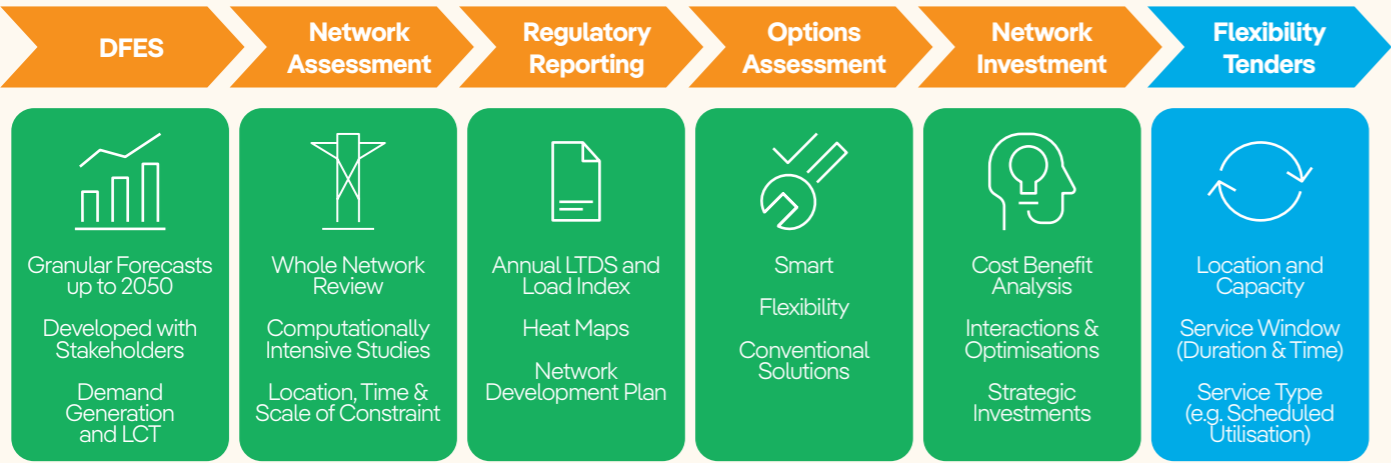 DFES
Network
Assessment
Regulatory
Reporting
Options
Assessment
Network
Investment
Flexibility
Tenders
Granular Forecasts
up to 2050
Developed with
Stakeholders
Demand
Generation
and LCT
Whole Network
Review
Computationally
Intensive Studies
Location, Time &
Scale of Constraint
Annual LTDS and
Load Index
Heat Maps
Network
Development Plan
Smart
Flexibility
Conventional
Solutions
Cost Benefit
Analysis
Interactions &
Optimisations
Strategic
Investments
Location and
Capacity
Service Window
(Duration & Time)
Service Type
(e.g. Scheduled
Utilisation)